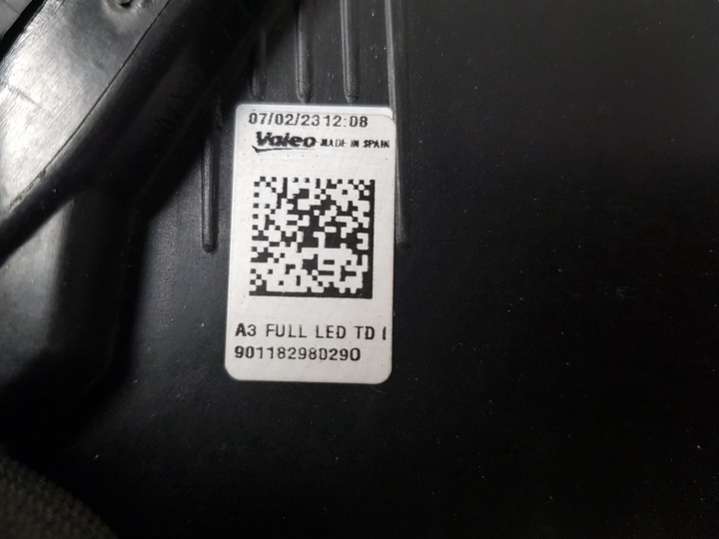 07/02/23 12:08
Valeo MADE IN SPAIN
A3 FULL LED TD I
901182980290